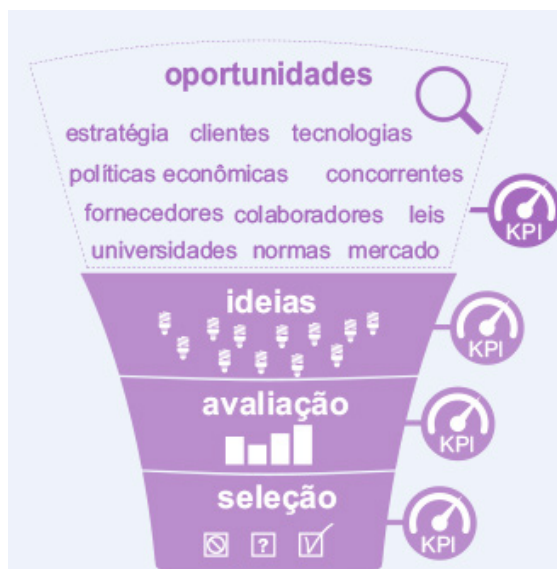 oportunidades
estratégia clientes tecnologias
políticas econômicas concorrentes
fornecedores colaboradores leis
KPI
universidades normas mercado
ideias
KPI
avaliação
KPI
seleção
?
KPI